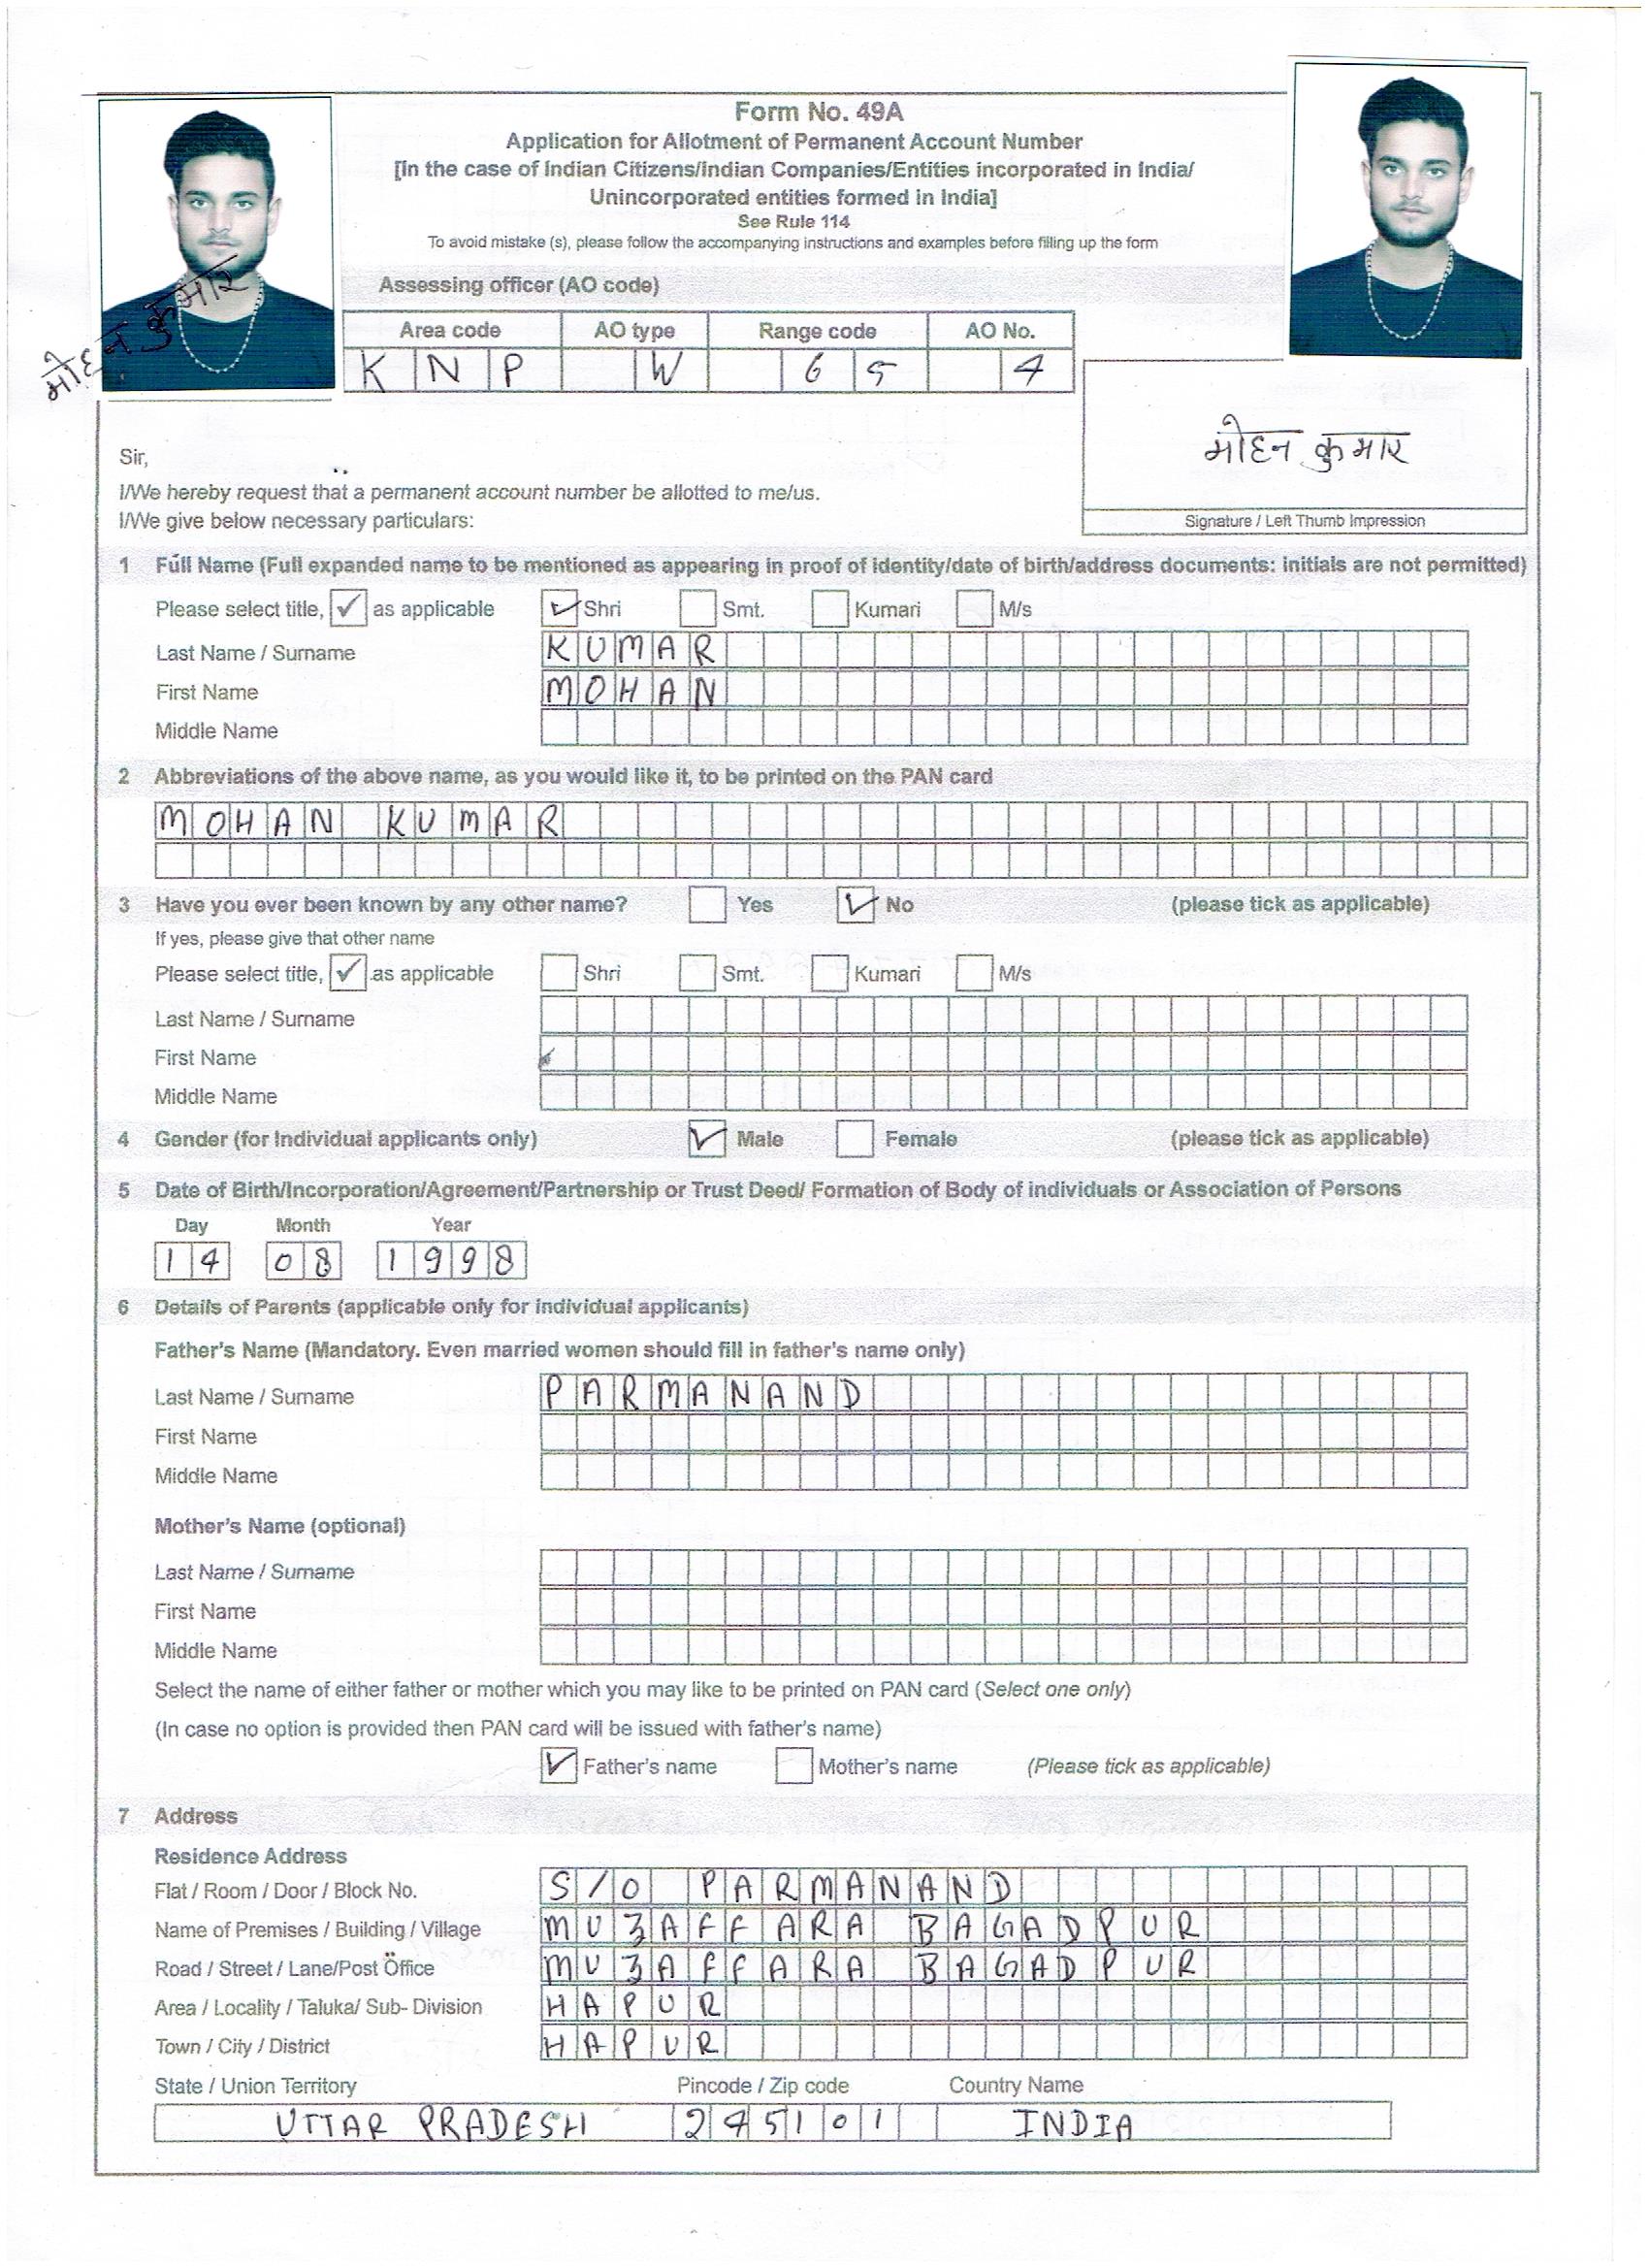 Form No. 49A
Application for Allotment of Permanent Account Number
[In the case of Indian Citizens/Indian Companies/Entities incorporated in India/
Unincorporated entities formed in India]
See Rule 114
To avoid mistake (s), please follow the accompanying instructions and examples before filling up the form
Assessing officer (AO code)
Area code AO type Range code AO No.
KNP W 65 4
मोहन कुमार
मोहन कुमार
Signature / Left Thumb Impression
Sir,
I/We hereby request that a permanent account number be allotted to me/us.
I/We give below necessary particulars:
1 Full Name (Full expanded name to be mentioned as appearing in proof of identity/date of birth/address documents: initials are not permitted)
Please select title, ✓ as applicable ✓ Shri Smt. Kumari M/s
Last Name / Surname KUMAR
First Name MOHAN
Middle Name
2 Abbreviations of the above name, as you would like it, to be printed on the PAN card
MOHAN KUMAR
3 Have you ever been known by any other name? Yes ✓ No (please tick as applicable)
If yes, please give that other name
Please select title, ✓ as applicable Shri Smt. Kumari M/s
Last Name / Surname
First Name
Middle Name
4 Gender (for Individual applicants only) ✓ Male Female (please tick as applicable)
5 Date of Birth/Incorporation/Agreement/Partnership or Trust Deed/ Formation of Body of individuals or Association of Persons
Day Month Year
14 08 1998
6 Details of Parents (applicable only for individual applicants)
Father's Name (Mandatory. Even married women should fill in father's name only)
Last Name / Surname PARMANAND
First Name
Middle Name
Mother's Name (optional)
Last Name / Surname
First Name
Middle Name
Select the name of either father or mother which you may like to be printed on PAN card (Select one only)
(In case no option is provided then PAN card will be issued with father's name)
✓ Father's name Mother's name (Please tick as applicable)
7 Address
Residence Address
Flat / Room / Door / Block No. S/O PARMANAND
Name of Premises / Building / Village MUZAFFARA BAGADPUR
Road / Street / Lane/Post Office MUZAFFARA BAGADPUR
Area / Locality / Taluka/ Sub- Division HAPUR
Town / City / District HAPUR
State / Union Territory Pincode / Zip code Country Name
UTTAR PRADESH 245101 INDIA